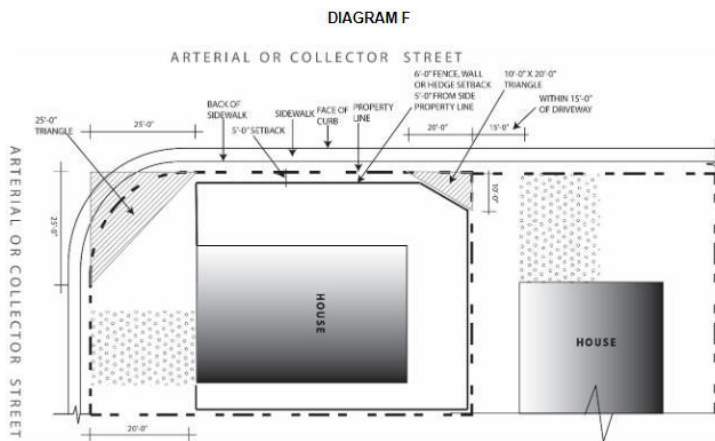 DIAGRAM F
ARTERIAL OR COLLECTOR STREET
6'-0" FENCE, WALL
OR HEDGE SETBACK
5'-0" FROM SIDE
PROPERTY LINE
10'-0" X 20'-0"
TRIANGLE
25'-0"
TRIANGLE
25'-0"
BACK OF
SIDEWALK
5'-0" SETBACK
SIDEWALK
FACE OF
CURB
PROPERTY
LINE
20'-0"
15'-0"
WITHIN 15'-0"
OF DRIVEWAY
ARTERIAL OR COLLECTOR STREET
25'-0"
10'-0"
HOUSE
HOUSE
20'-0"